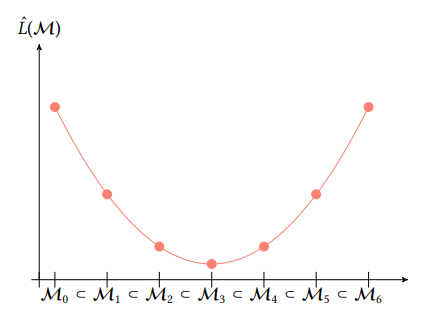 L̂(ℳ)
ℳ₀ ⊂ ℳ₁ ⊂ ℳ₂ ⊂ ℳ₃ ⊂ ℳ₄ ⊂ ℳ₅ ⊂ ℳ₆